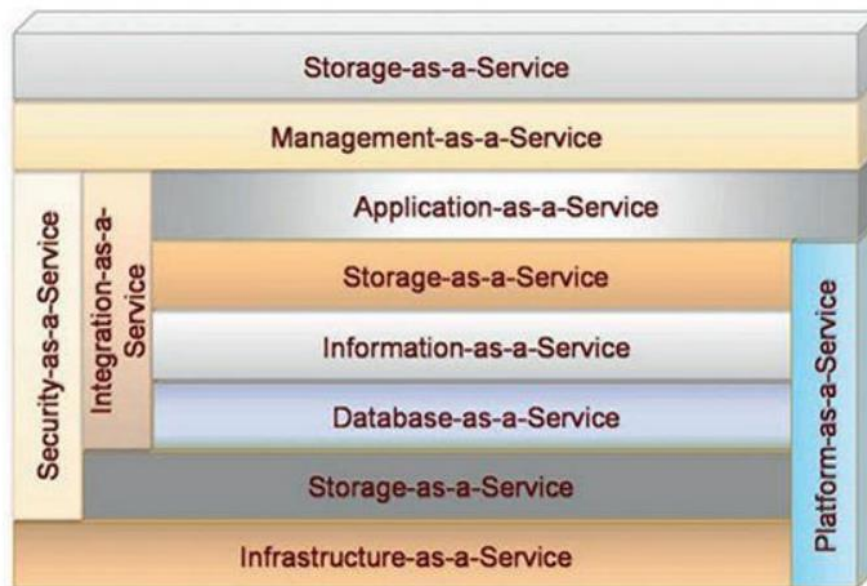 Storage-as-a-Service
Management-as-a-Service
Security-as-a-Service
Integration-as-a-
Service
Application-as-a-Service
Storage-as-a-Service
Information-as-a-Service
Database-as-a-Service
Storage-as-a-Service
Infrastructure-as-a-Service
Platform-as-a-Service